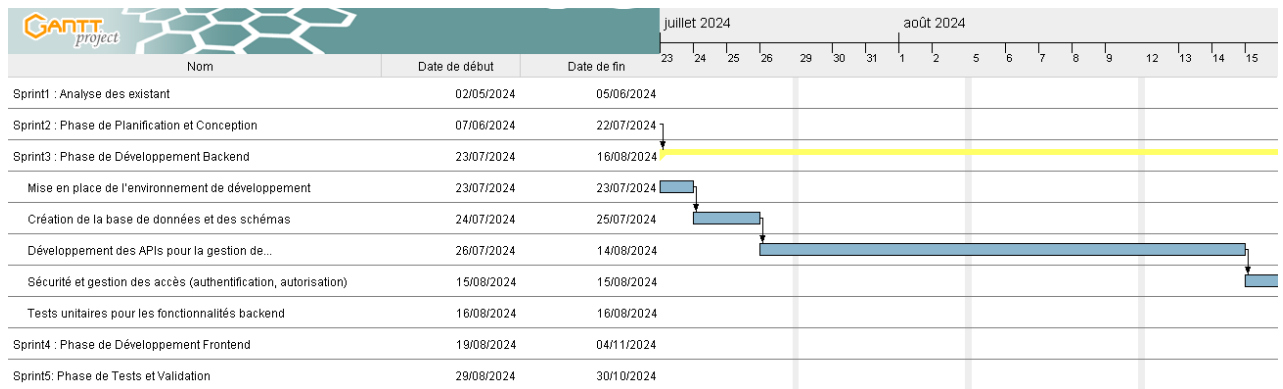 GANTT project
juillet 2024 août 2024
23 24 25 26 29 30 31 1 2 5 6 7 8 9 12 13 14 15
Nom Date de début Date de fin
Sprint1 : Analyse des existant 02/05/2024 05/06/2024
Sprint2 : Phase de Planification et Conception 07/06/2024 22/07/2024
Sprint3 : Phase de Développement Backend 23/07/2024 16/08/2024
Mise en place de l'environnement de développement 23/07/2024 23/07/2024
Création de la base de données et des schémas 24/07/2024 25/07/2024
Développement des APIs pour la gestion de... 26/07/2024 14/08/2024
Sécurité et gestion des accès (authentification, autorisation) 15/08/2024 15/08/2024
Tests unitaires pour les fonctionnalités backend 16/08/2024 16/08/2024
Sprint4 : Phase de Développement Frontend 19/08/2024 04/11/2024
Sprint5: Phase de Tests et Validation 29/08/2024 30/10/2024